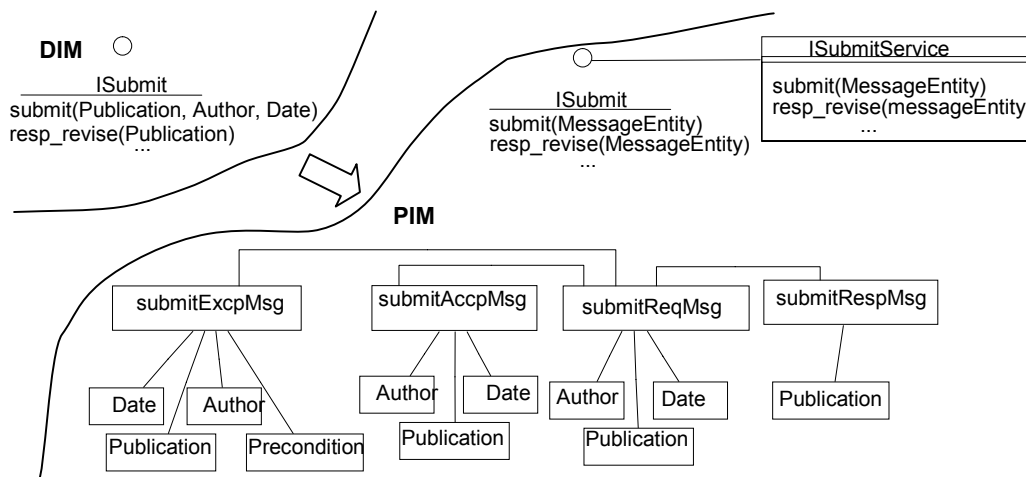 DIM
ISubmit
submit(Publication, Author, Date)
resp_revise(Publication)
...
ISubmit
submit(MessageEntity)
resp_revise(MessageEntity)
...
ISubmitService
submit(MessageEntity)
resp_revise(messageEntity
...
PIM
submitExcpMsg
submitAccpMsg
submitReqMsg
submitRespMsg
Date
Author
Publication
Precondition
Author
Date
Publication
Author
Date
Publication
Publication